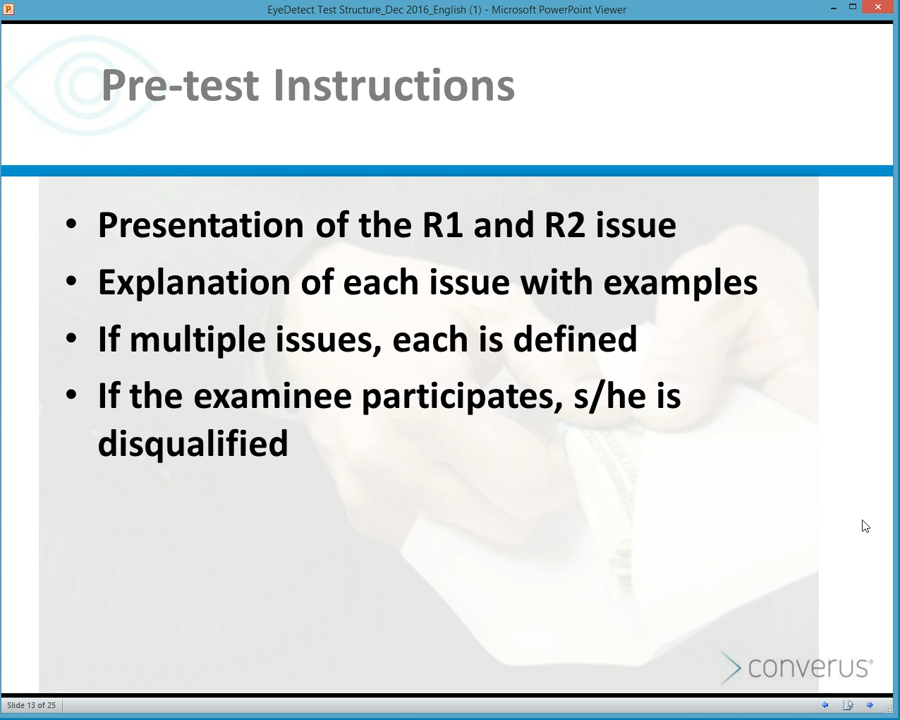 EyeDetect Test Structure_Dec 2016_English (1) - Microsoft PowerPoint Viewer
Pre-test Instructions
• Presentation of the R1 and R2 issue
• Explanation of each issue with examples
• If multiple issues, each is defined
• If the examinee participates, s/he is
disqualified
converus®
Slide 13 of 25